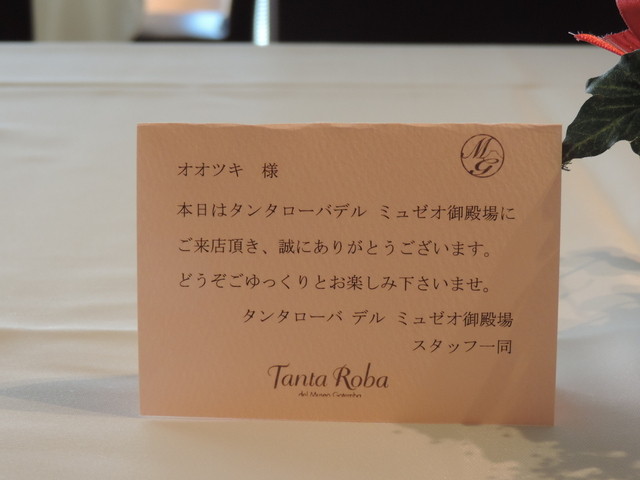 MG
オオツキ 様
本日はタンタローバデル ミュゼオ御殿場に
ご来店頂き、誠にありがとうございます。
どうぞごゆっくりとお楽しみ下さいませ。
タンタローバ デル ミュゼオ御殿場
スタッフ一同
Tanta Roba
del Museo Gotemba